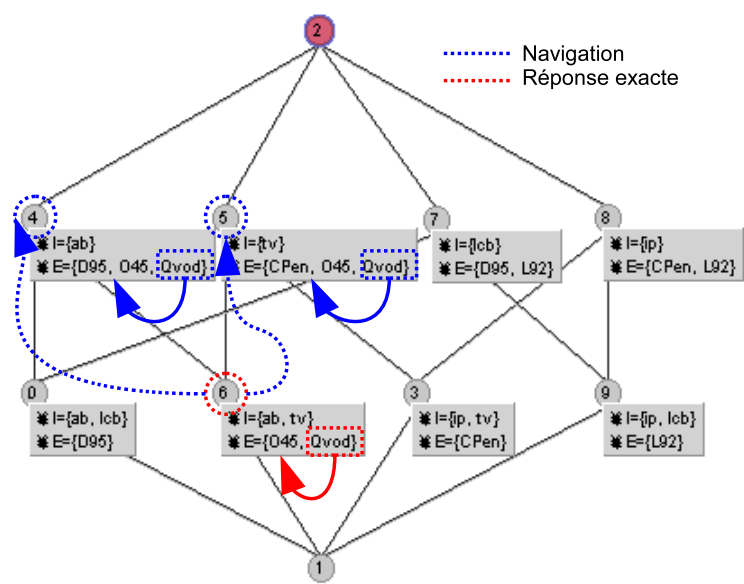 2
Navigation
Réponse exacte
4
5
7
8
I={ab}
E={D95, O45, Qvod}
I={tv}
E={CPen, O45, Qvod}
I={lcb}
E={D95, L92}
I={ip}
E={CPen, L92}
0
6
3
9
I={ab, lcb}
E={D95}
I={ab, tv}
E={O45, Qvod}
I={ip, tv}
E={CPen}
I={ip, lcb}
E={L92}
1